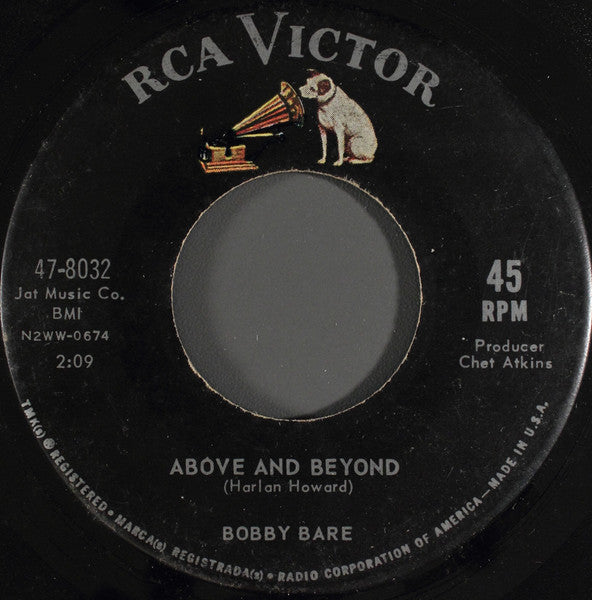 RCA VICTOR
47-8032
Jat Music Co.
BMI
N2WW-0674
2:09
45
RPM
Producer
Chet Atkins
ABOVE AND BEYOND
(Harlan Howard)
BOBBY BARE
TMK(s) ® REGISTERED • MARCA(s) REGISTRADA(s) • RADIO CORPORATION OF AMERICA—MADE IN U.S.A.